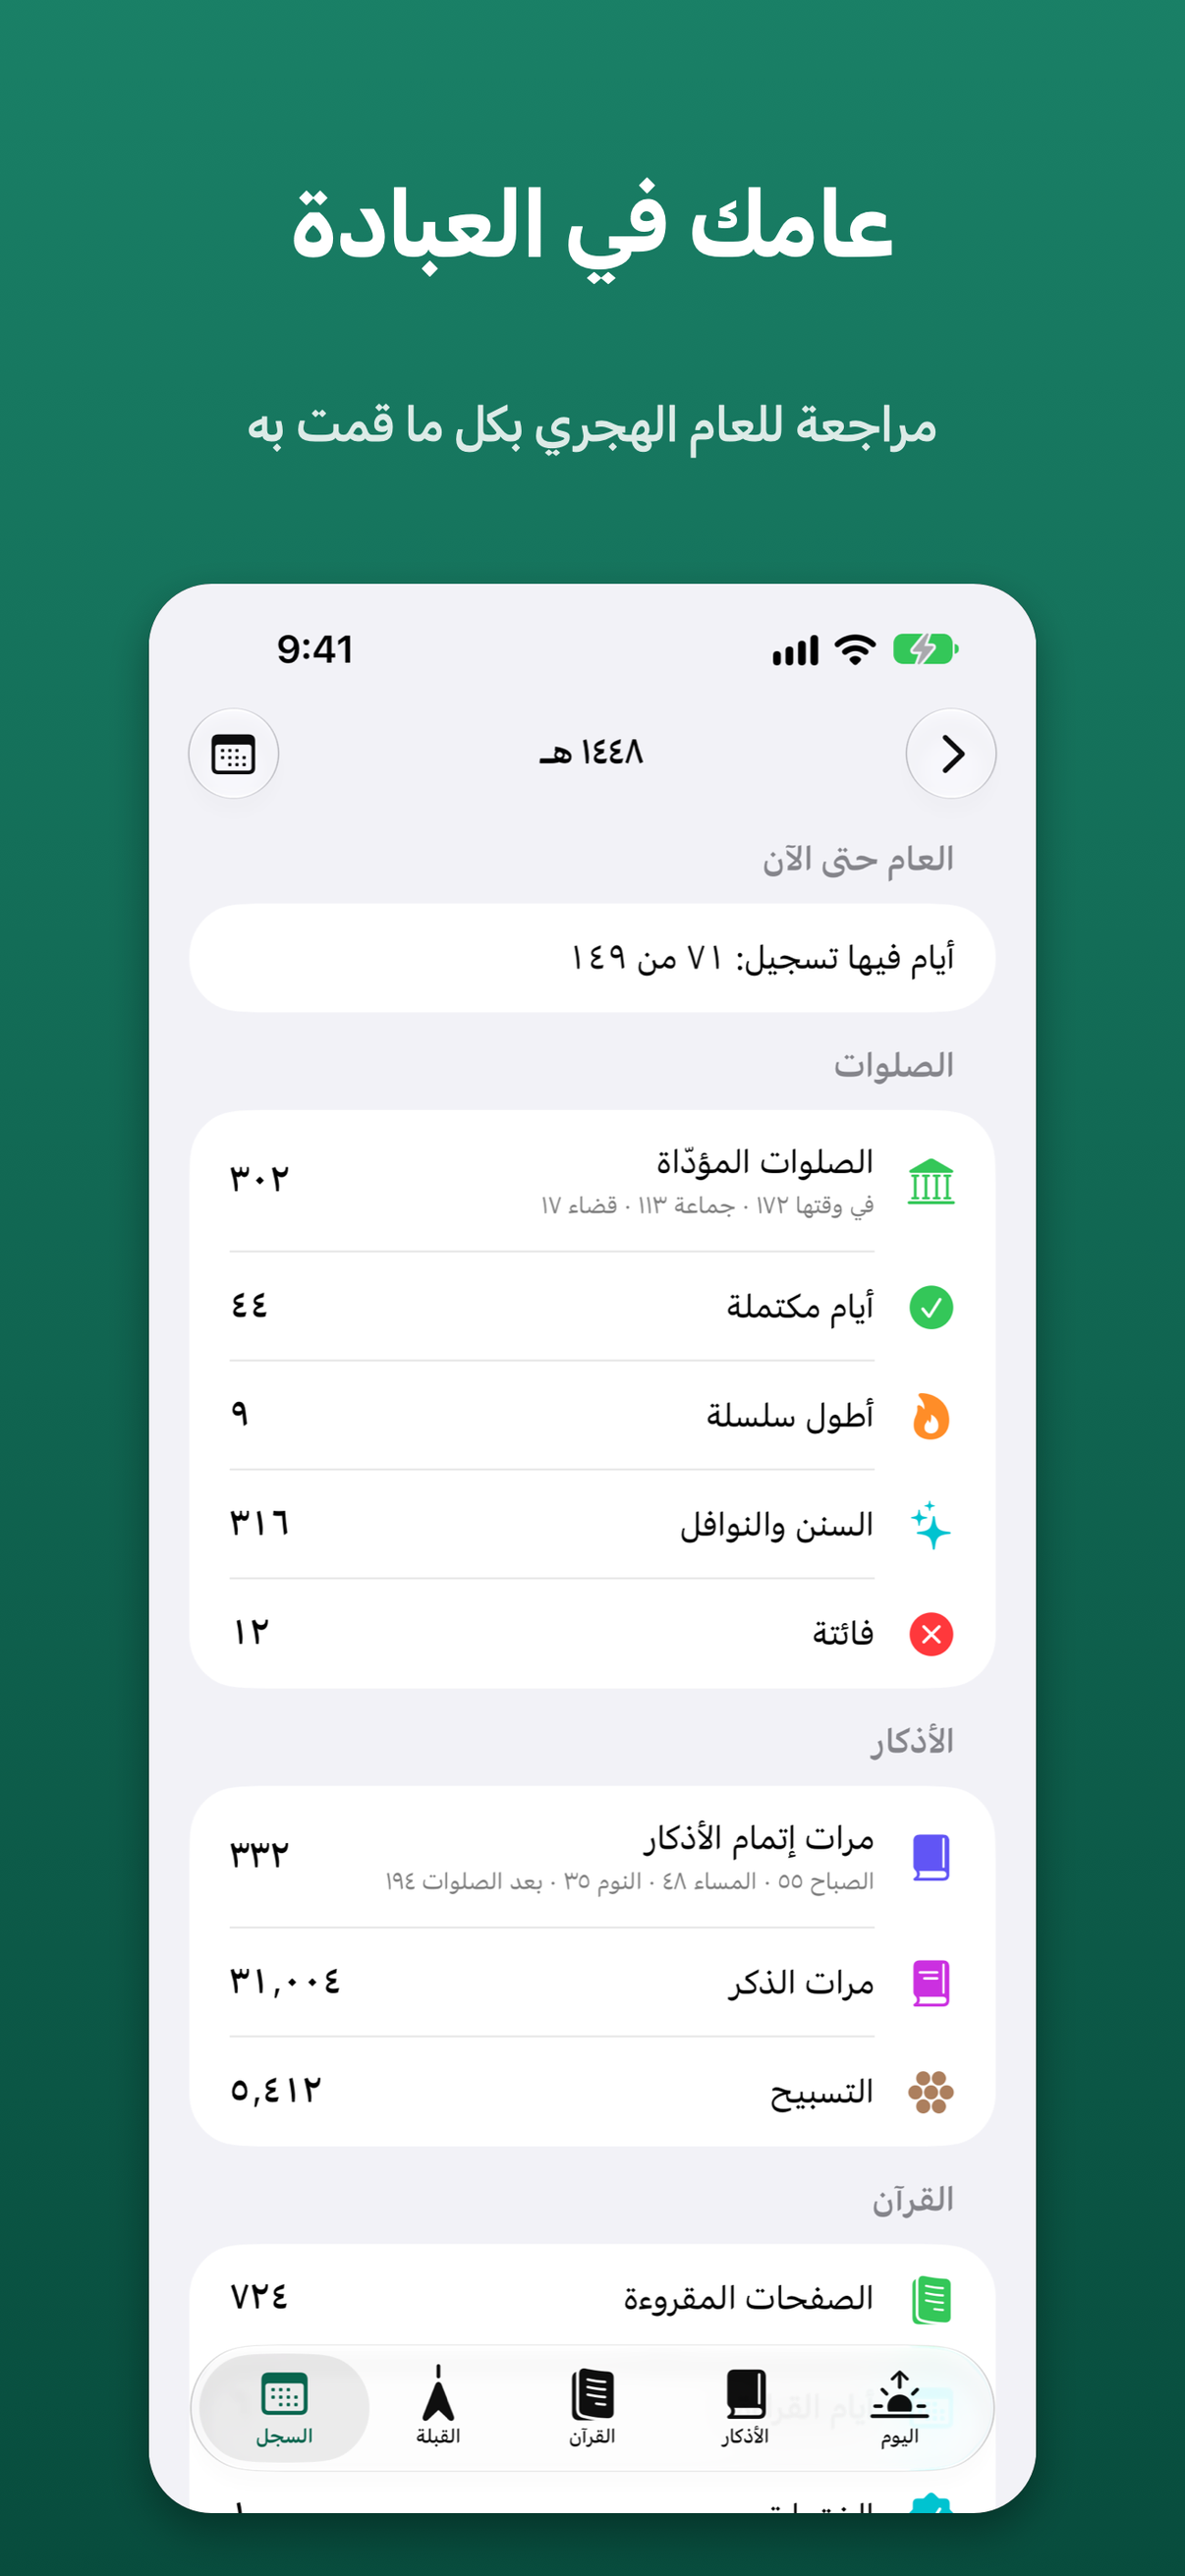 عامك في العبادة
مراجعة للعام الهجري بكل ما قمت به
9:41
١٤٤٨ هـ
العام حتى الآن
أيام فيها تسجيل: ٧١ من ١٤٩
الصلوات
الصلوات المؤدّاة ٣٠٢
في وقتها ١٧٢ · جماعة ١١٣ · قضاء ١٧
أيام مكتملة ٤٤
أطول سلسلة ٩
السنن والنوافل ٣١٦
فائتة ١٢
الأذكار
مرات إتمام الأذكار ٣٣٢
الصباح ٥٥ · المساء ٤٨ · النوم ٣٥ · بعد الصلوات ١٩٤
مرات الذكر ٣١,٠٠٤
التسبيح ٥,٤١٢
القرآن
الصفحات المقروءة ٧٢٤
اليوم الأذكار القرآن القبلة السجل